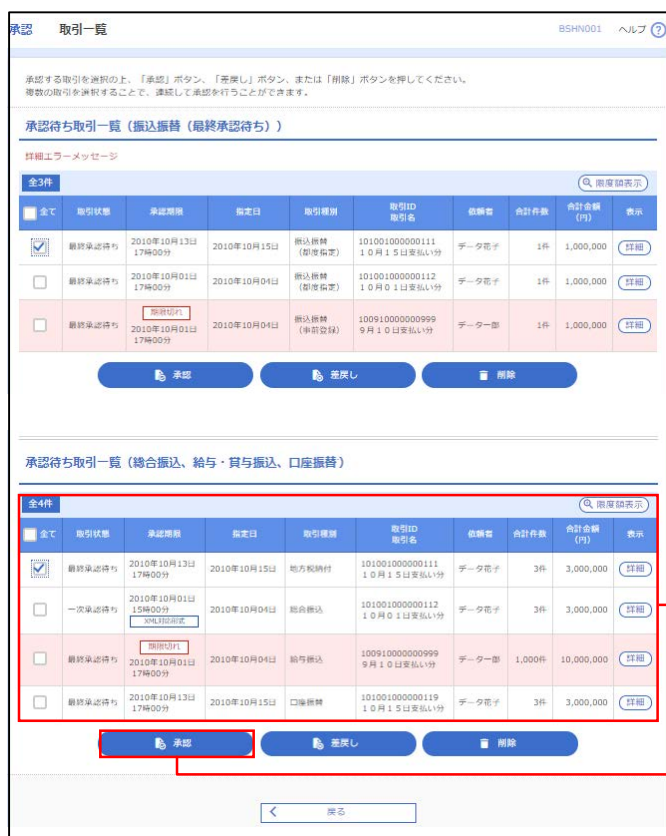 承認 取引一覧 BSHN001 ヘルプ ?
承認する取引を選択の上、「承認」ボタン、「差戻し」ボタン、または「削除」ボタンを押してください。
複数の取引を選択することで、連続して承認を行うことができます。
承認待ち取引一覧（振込振替（最終承認待ち））
詳細エラーメッセージ
全3件 限度額表示
全て 取引状態 承認期限 指定日 取引種別 取引ID 依頼者 合計件数 合計金額 表示
取引名 (円)
最終承認待ち 2010年10月13日 2010年10月15日 振込振替 101001000000111 データ花子 1件 1,000,000 詳細
17時00分 （都度指定） １０月１５日支払い分
最終承認待ち 2010年10月01日 2010年10月04日 振込振替 101001000000112 データ花子 1件 1,000,000 詳細
17時00分 （都度指定） １０月０１日支払い分
期限切れ
最終承認待ち 2010年10月01日 2010年10月04日 振込振替 100910000000999 データ一郎 1件 1,000,000 詳細
17時00分 （事前登録） ９月１０日支払い分
承認 差戻し 削除
承認待ち取引一覧（総合振込、給与・賞与振込、口座振替）
全4件 限度額表示
全て 取引状態 承認期限 指定日 取引種別 取引ID 依頼者 合計件数 合計金額 表示
取引名 (円)
最終承認待ち 2010年10月13日 2010年10月15日 地方税納付 101001000000111 データ花子 3件 3,000,000 詳細
17時00分 １０月１５日支払い分
一次承認待ち 2010年10月01日 2010年10月04日 総合振込 101001000000112 データ花子 3件 3,000,000 詳細
15時00分 １０月０１日支払い分
XML対応形式
期限切れ
最終承認待ち 2010年10月01日 2010年10月04日 給与振込 100910000000999 データ一郎 1,000件 10,000,000 詳細
17時00分 ９月１０日支払い分
最終承認待ち 2010年10月13日 2010年10月15日 口座振替 101001000000119 データ花子 3件 3,000,000 詳細
17時00分 １０月１５日支払い分
承認 差戻し 削除
戻る